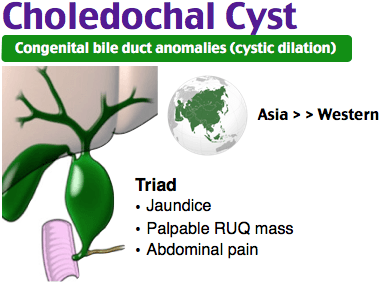 Choledochal Cyst
Congenital bile duct anomalies (cystic dilation)
Asia > > Western
Triad
• Jaundice
• Palpable RUQ mass
• Abdominal pain